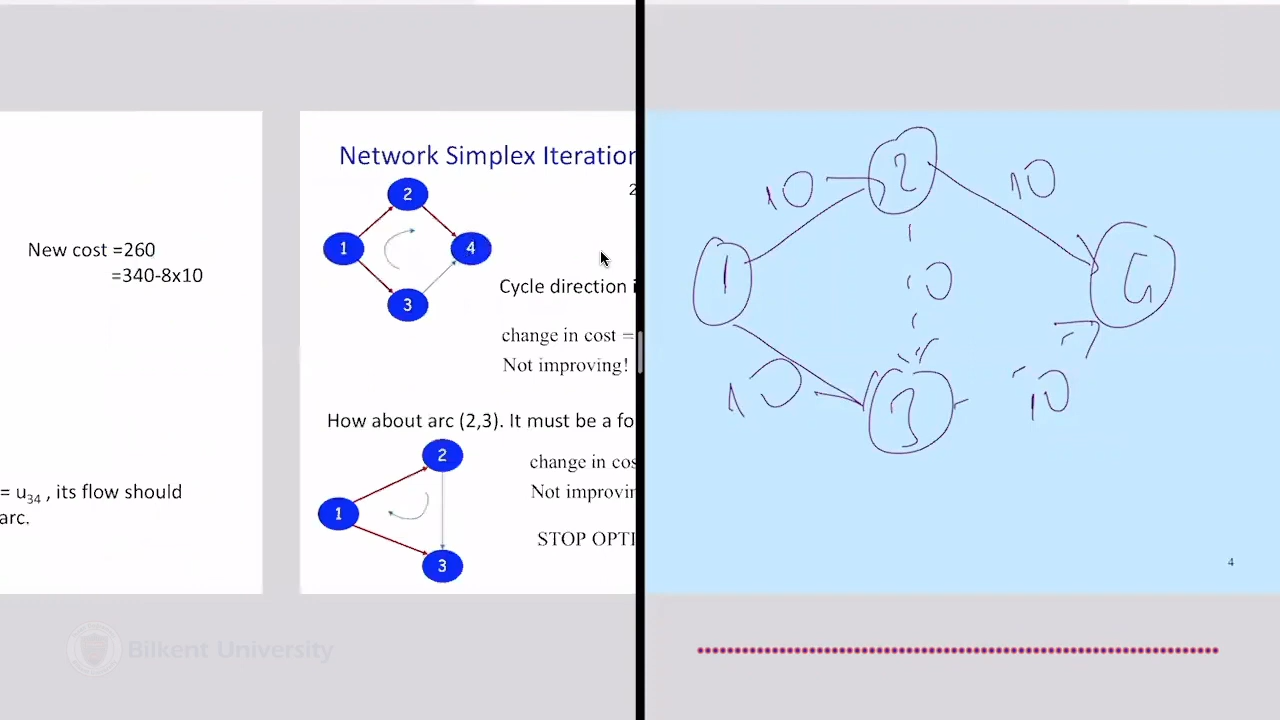 New cost =260
=340-8x10
= u34 , its flow should
arc.
Network Simplex Iteration
2
2
1
4
3
Cycle direction i
change in cost =
Not improving!
How about arc (2,3). It must be a fo
2
1
3
change in cos
Not improvin
STOP OPTI
Bilkent University
10
2
10
1
10
3
10
4